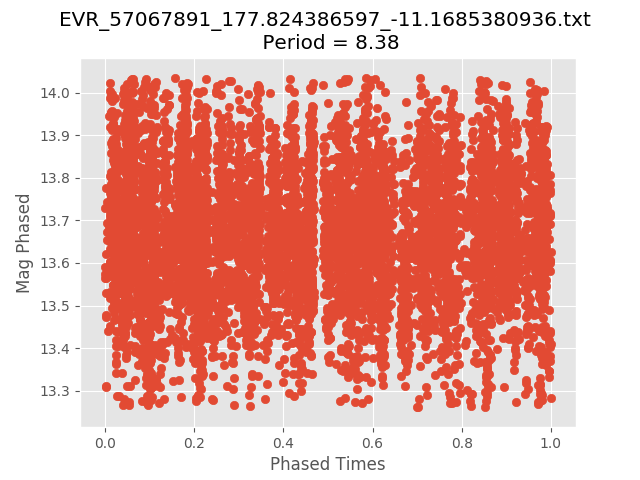 EVR_57067891_177.824386597_-11.1685380936.txt
Period = 8.38
14.0
13.9
13.8
13.7
13.6
13.5
13.4
13.3
Mag Phased
0.0 0.2 0.4 0.6 0.8 1.0
Phased Times